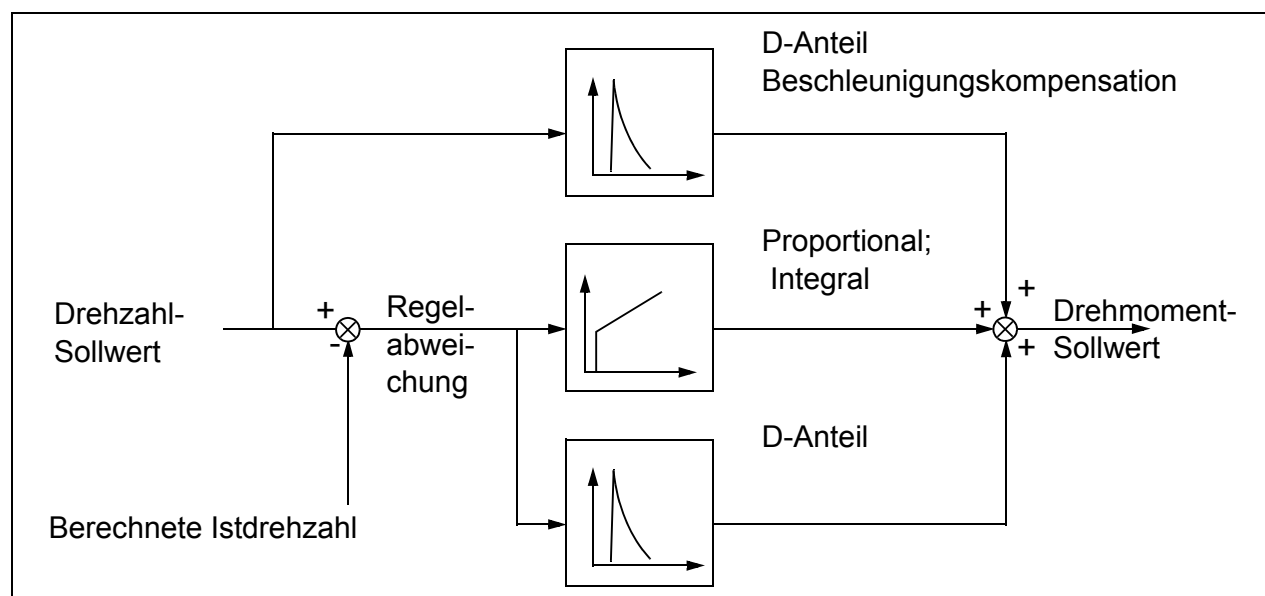 D-Anteil
Beschleunigungskompensation
Proportional;
Integral
Drehzahl-
Sollwert
+
-
Regel-
abwei-
chung
+
+
+
Drehmoment-
Sollwert
D-Anteil
Berechnete Istdrehzahl